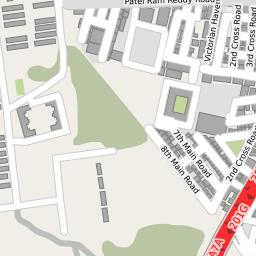 Patel Ram Reddy Road
Victorian Haven
2nd Cross Road
3rd Cross Road
7th Main Road
8th Main Road
2nd Cross Road
201G